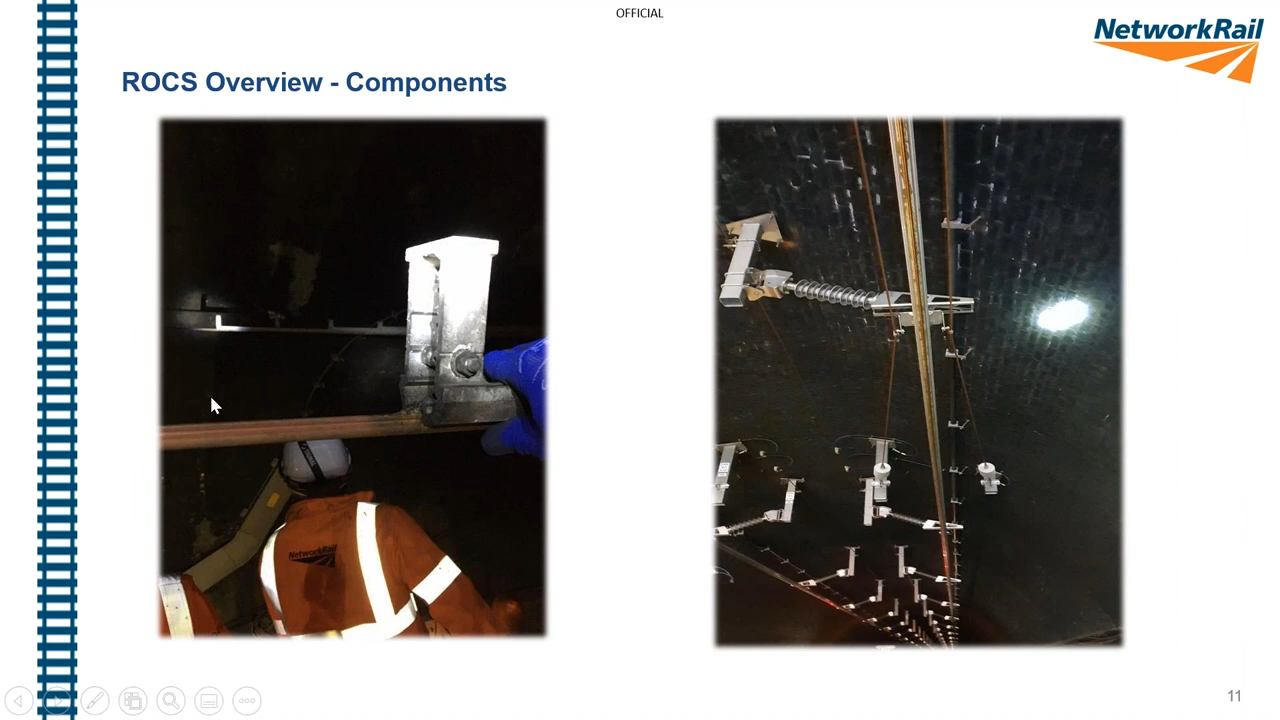 OFFICIAL
NetworkRail
ROCS Overview - Components
NetworkRail
11